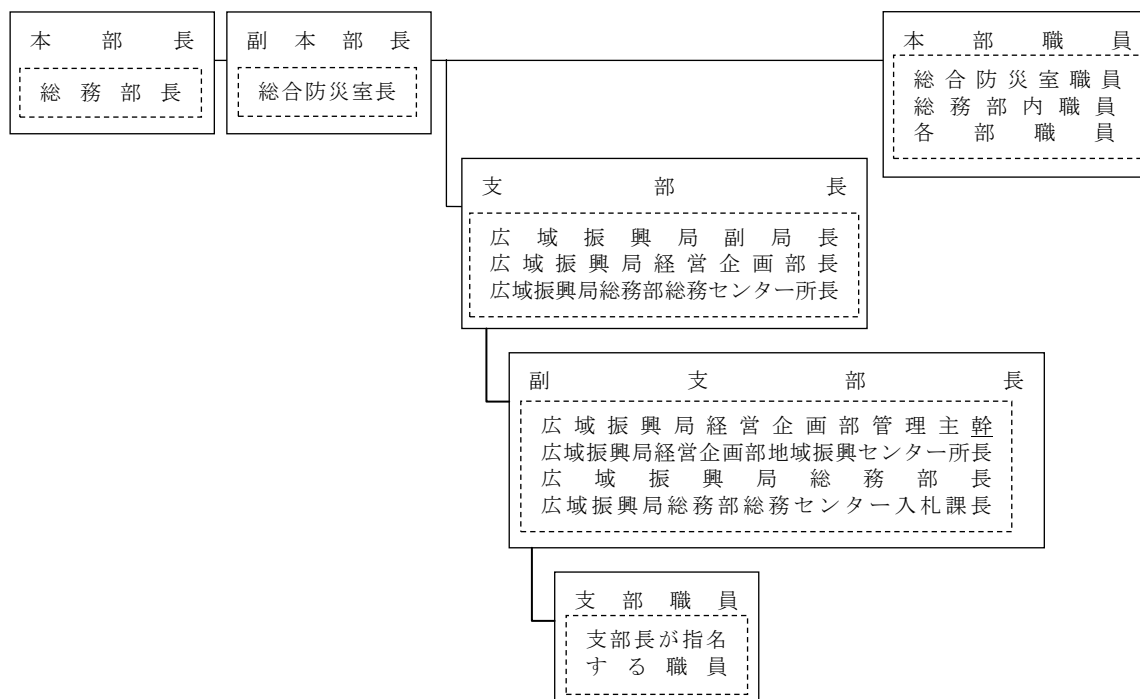 本部長
総務部長
副本部長
総合防災室長
本部職員
総合防災室職員
総務部内職員
各部職員
支部長
広域振興局副局長
広域振興局経営企画部長
広域振興局総務部総務センター所長
副支部長
広域振興局経営企画部管理主幹
広域振興局経営企画部地域振興センター所長
広域振興局総務部長
広域振興局総務部総務センター入札課長
支部職員
支部長が指名
する職員